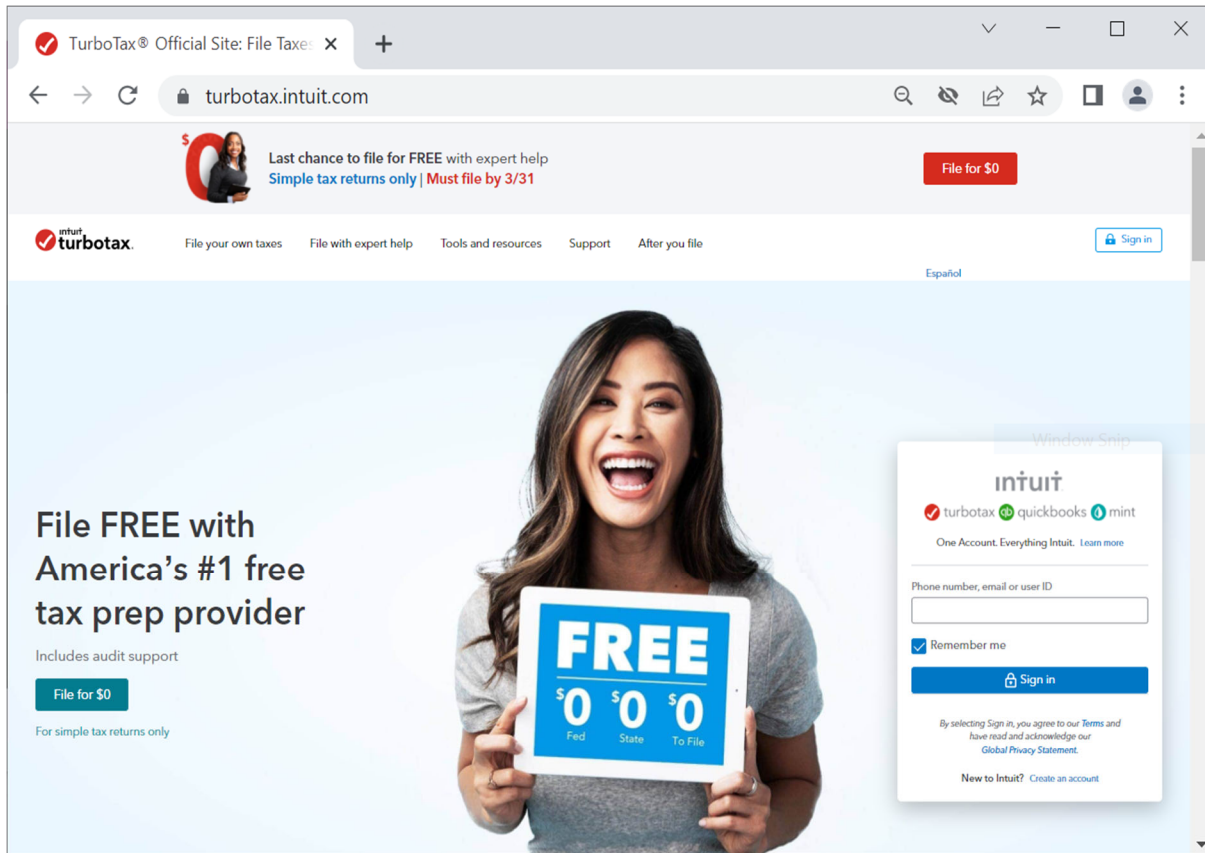 TurboTax® Official Site: File Taxes
turbotax.intuit.com
$0
Last chance to file for FREE with expert help
Simple tax returns only | Must file by 3/31
File for $0
intuit
turbotax.
File your own taxes
File with expert help
Tools and resources
Support
After you file
Sign in
Español
Window Snip
File FREE with
America's #1 free
tax prep provider
Includes audit support
File for $0
For simple tax returns only
FREE
$0 $0 $0
Fed State To File
intuit
turbotax qb quickbooks mint
One Account. Everything Intuit. Learn more
Phone number, email or user ID
Remember me
Sign in
By selecting Sign in, you agree to our Terms and
have read and acknowledge our
Global Privacy Statement.
New to Intuit? Create an account